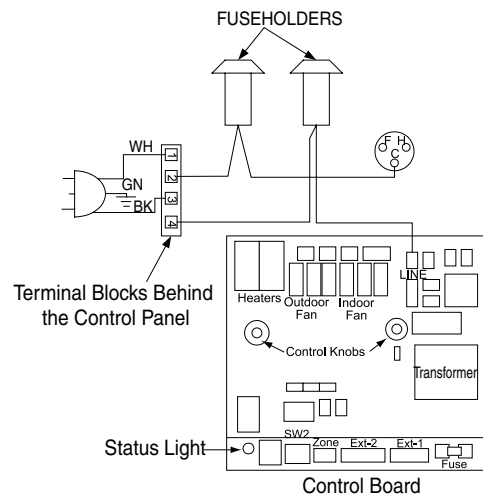 FUSEHOLDERS
WH
GN
BK
1
2
3
4
F H
C
Terminal Blocks Behind
the Control Panel
LINE
Heaters
Outdoor
Fan
Indoor
Fan
Control Knobs
Transformer
Status Light
SW2
Zone
Ext-2
Ext-1
Fuse
Control Board